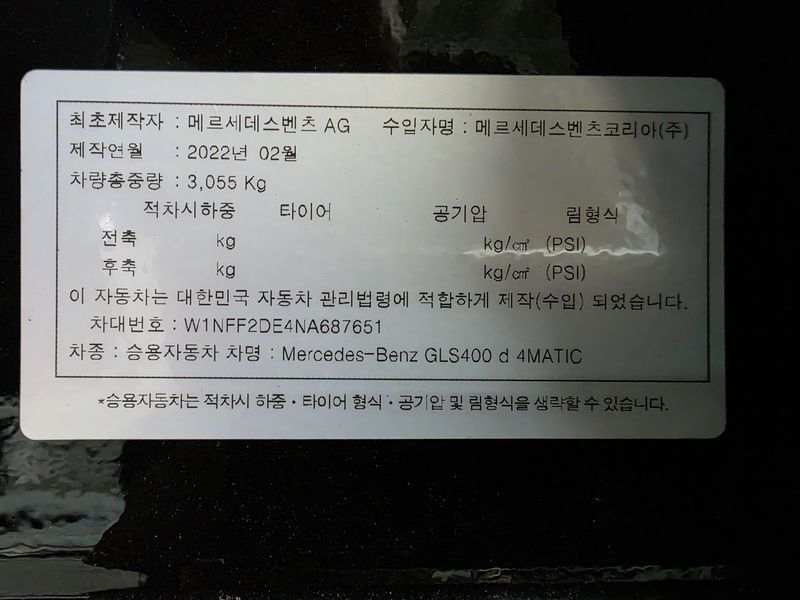 최초제작자 : 메르세데스벤츠 AG 수입자명 : 메르세데스벤츠코리아(주)
제작연월 : 2022년 02월
차량총중량 : 3,055 Kg
적차시하중 타이어 공기압 림형식
전축 kg kg/㎠ (PSI)
후축 kg kg/㎠ (PSI)
이 자동차는 대한민국 자동차 관리법령에 적합하게 제작(수입) 되었습니다.
차대번호 : W1NFF2DE4NA687651
차종 : 승용자동차 차명 : Mercedes-Benz GLS400 d 4MATIC
*승용자동차는 적차시 하중·타이어 형식·공기압 및 림형식을 생략할 수 있습니다.